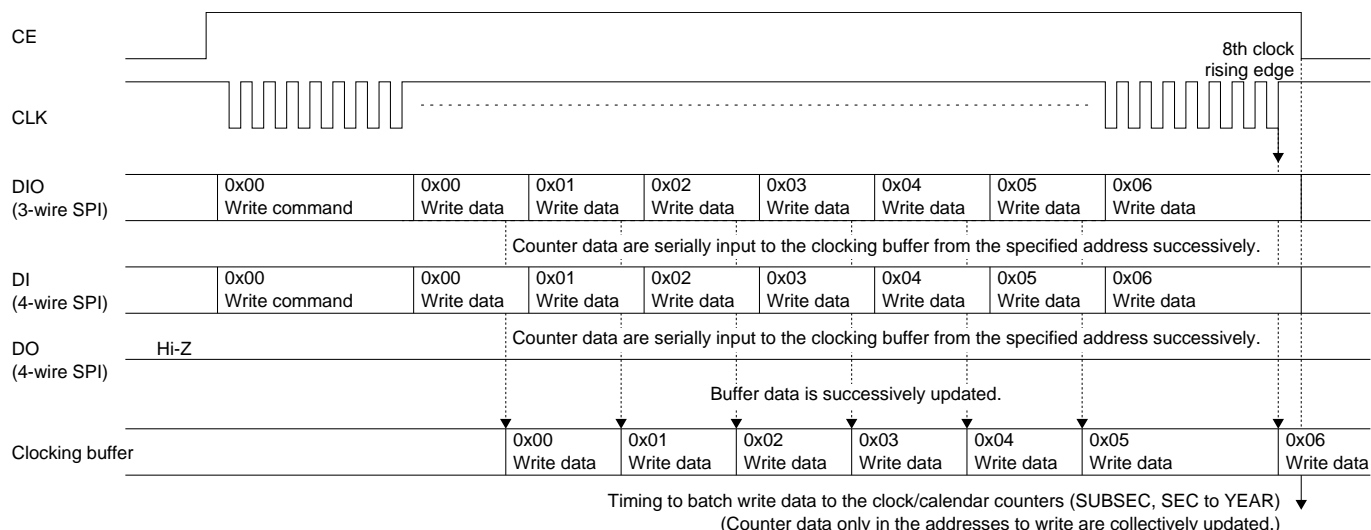 CE
8th clock
rising edge
CLK
DIO
(3-wire SPI)
0x00 0x00 0x01 0x02 0x03 0x04 0x05 0x06
Write command Write data Write data Write data Write data Write data Write data Write data
Counter data are serially input to the clocking buffer from the specified address successively.
DI
(4-wire SPI)
0x00 0x00 0x01 0x02 0x03 0x04 0x05 0x06
Write command Write data Write data Write data Write data Write data Write data Write data
Counter data are serially input to the clocking buffer from the specified address successively.
DO
(4-wire SPI)
Hi-Z
Buffer data is successively updated.
Clocking buffer
0x00 0x01 0x02 0x03 0x04 0x05 0x06
Write data Write data Write data Write data Write data Write data Write data
Timing to batch write data to the clock/calendar counters (SUBSEC, SEC to YEAR)
(Counter data only in the addresses to write are collectively updated.)